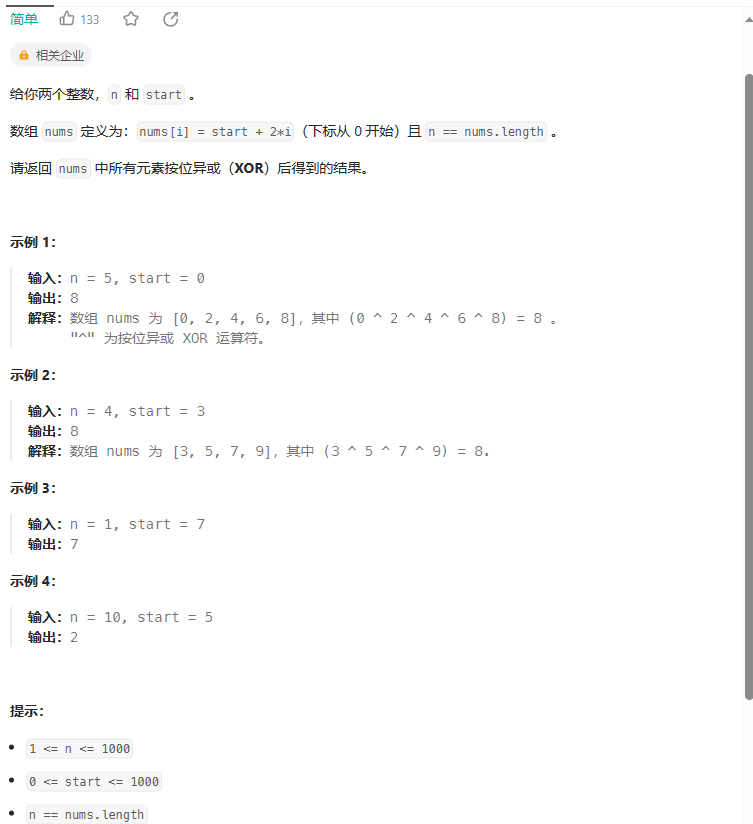 简单 133
相关企业
给你两个整数，n 和 start 。
数组 nums 定义为：nums[i] = start + 2*i（下标从 0 开始）且 n == nums.length 。
请返回 nums 中所有元素按位异或（XOR）后得到的结果。
示例 1：
输入：n = 5, start = 0
输出：8
解释：数组 nums 为 [0, 2, 4, 6, 8]，其中 (0 ^ 2 ^ 4 ^ 6 ^ 8) = 8 。
"^" 为按位异或 XOR 运算符。
示例 2：
输入：n = 4, start = 3
输出：8
解释：数组 nums 为 [3, 5, 7, 9]，其中 (3 ^ 5 ^ 7 ^ 9) = 8.
示例 3：
输入：n = 1, start = 7
输出：7
示例 4：
输入：n = 10, start = 5
输出：2
提示：
• 1 <= n <= 1000
• 0 <= start <= 1000
• n == nums.length